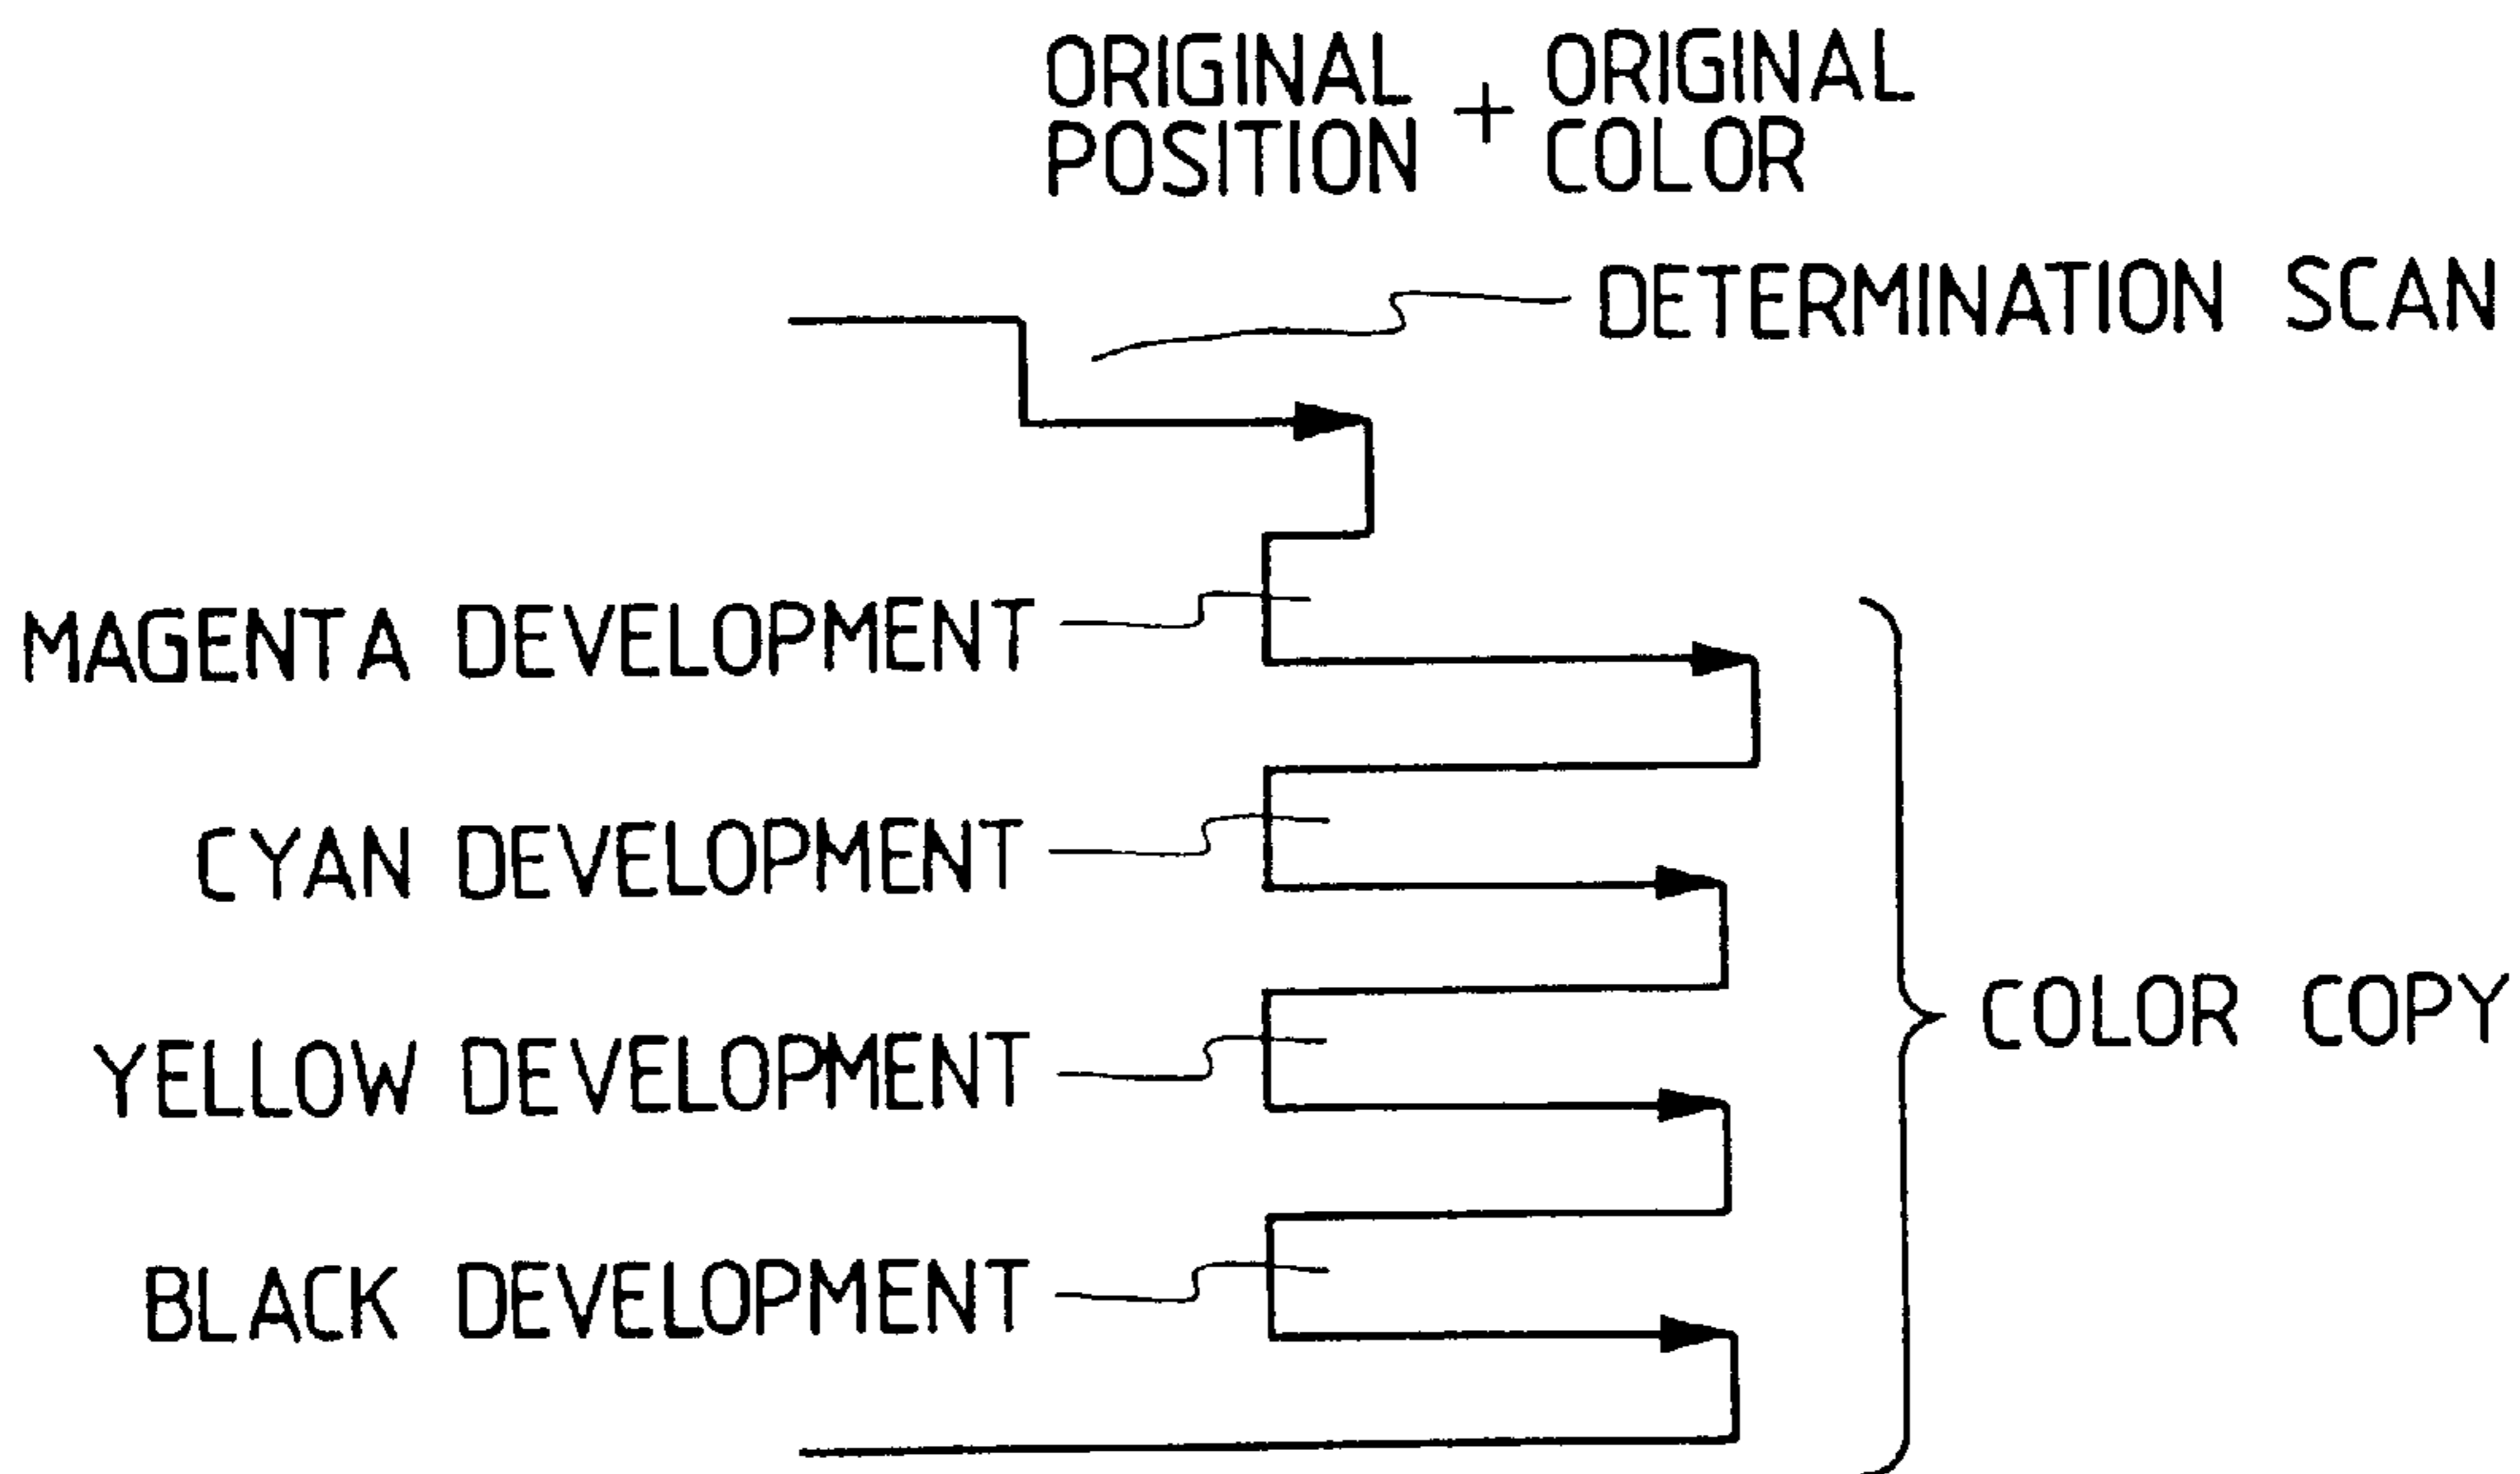 ORIGINAL + ORIGINAL
POSITION COLOR
DETERMINATION SCAN
MAGENTA DEVELOPMENT
CYAN DEVELOPMENT
YELLOW DEVELOPMENT
BLACK DEVELOPMENT
COLOR COPY